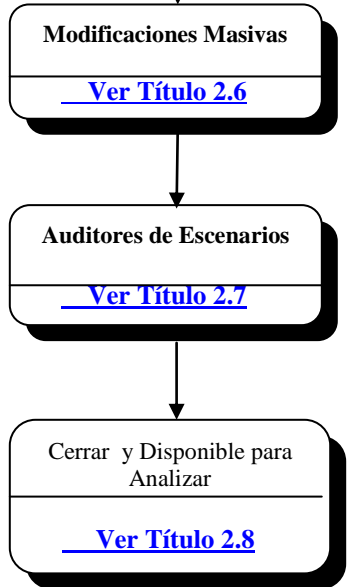 Modificaciones Masivas
Ver Título 2.6
Auditores de Escenarios
Ver Título 2.7
Cerrar y Disponible para
Analizar
Ver Título 2.8